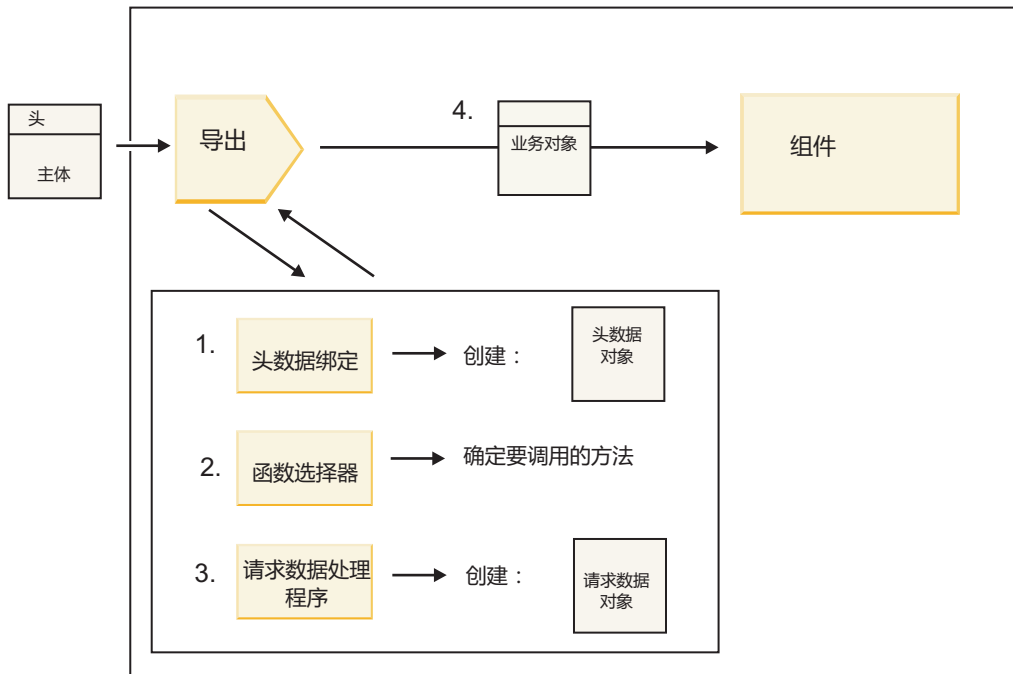 头
主体
导出
4.
业务对象
组件
1.
头数据绑定
创建：
头数据
对象
2.
函数选择器
确定要调用的方法
3.
请求数据处理
程序
创建：
请求数据
对象